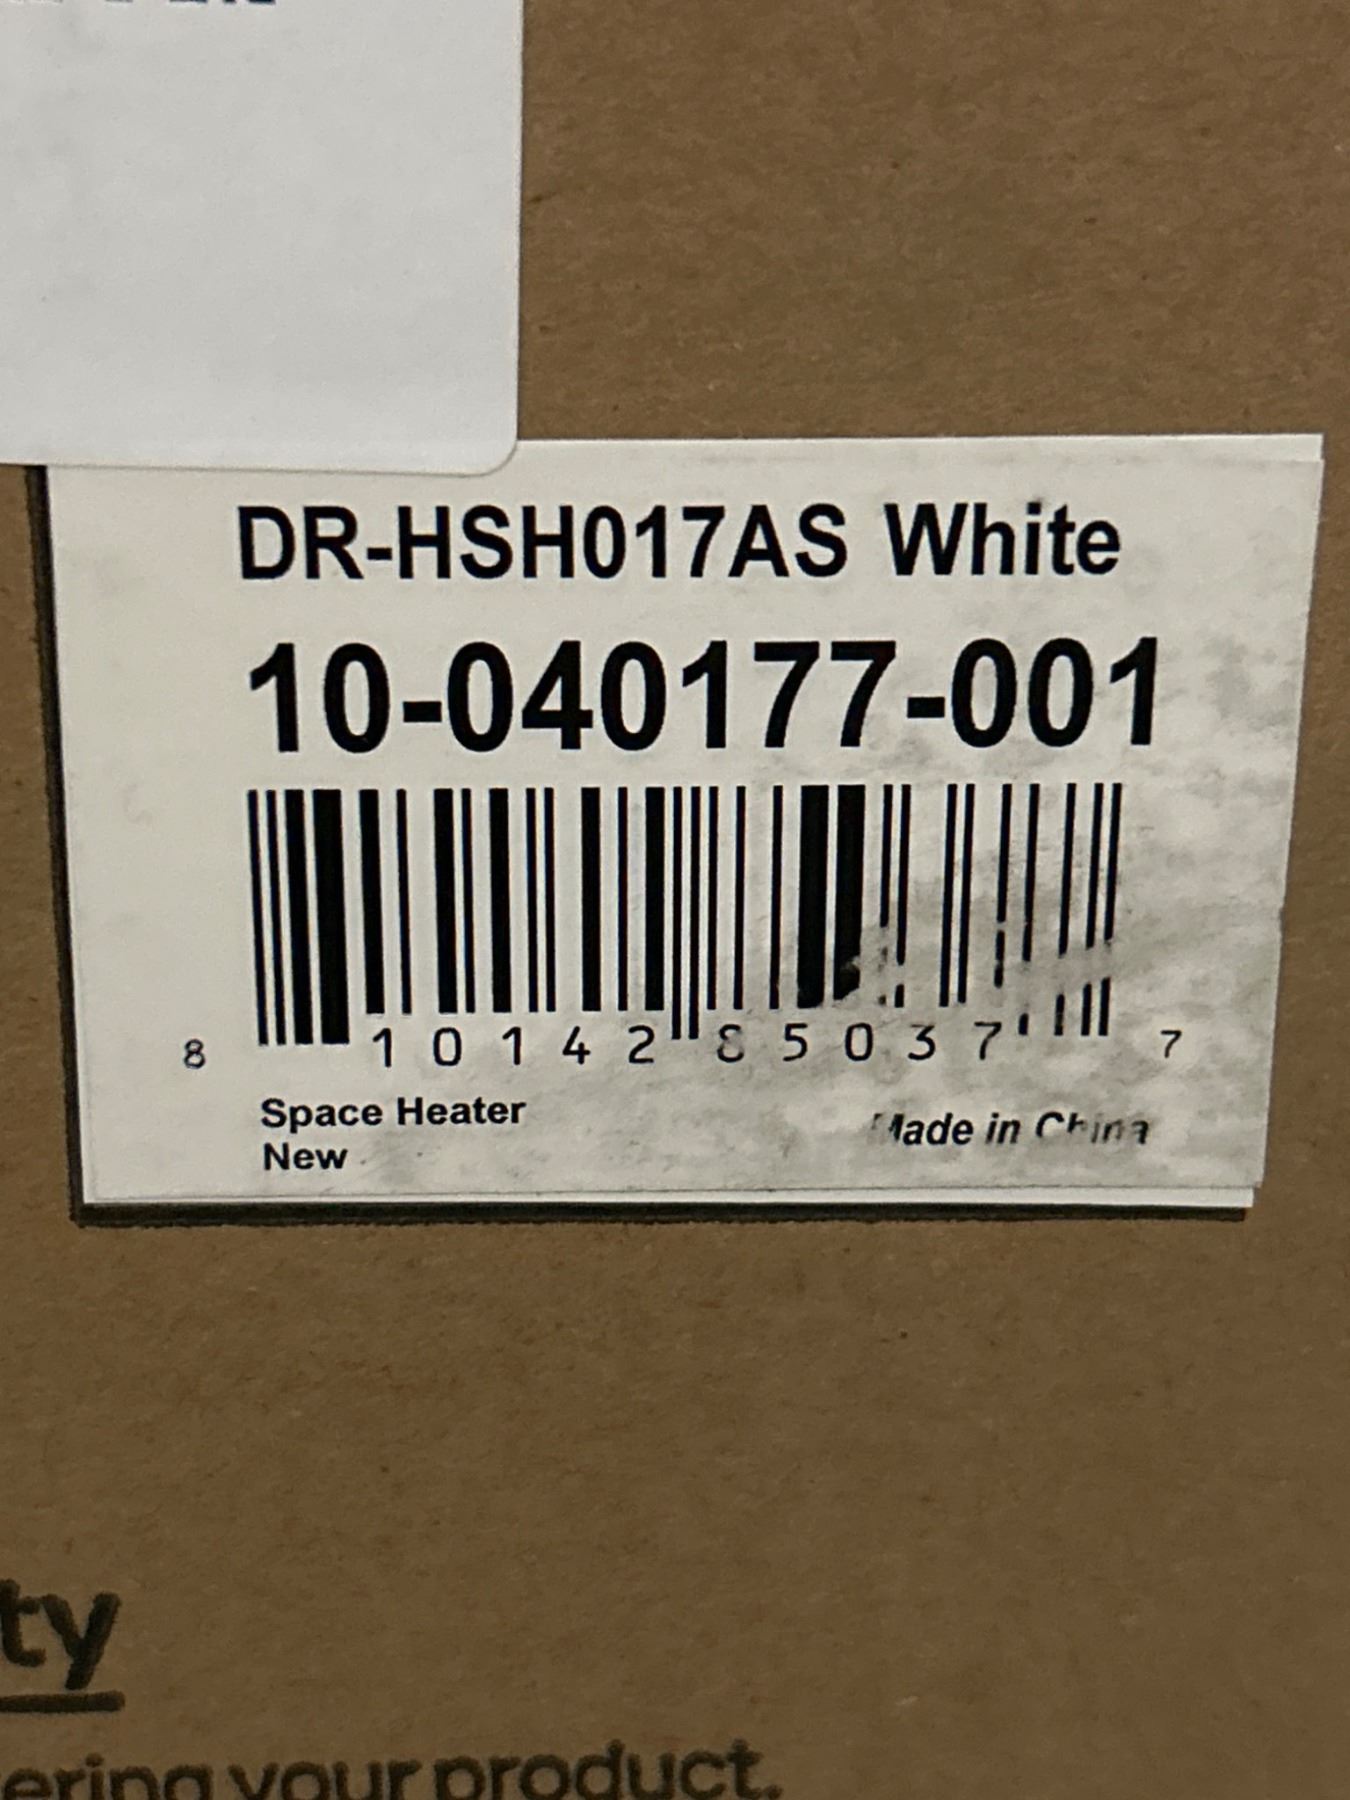 DR-HSH017AS White
10-040177-001
8 10142 85037 7
Space Heater
New
Made in China
ty
ering your product.